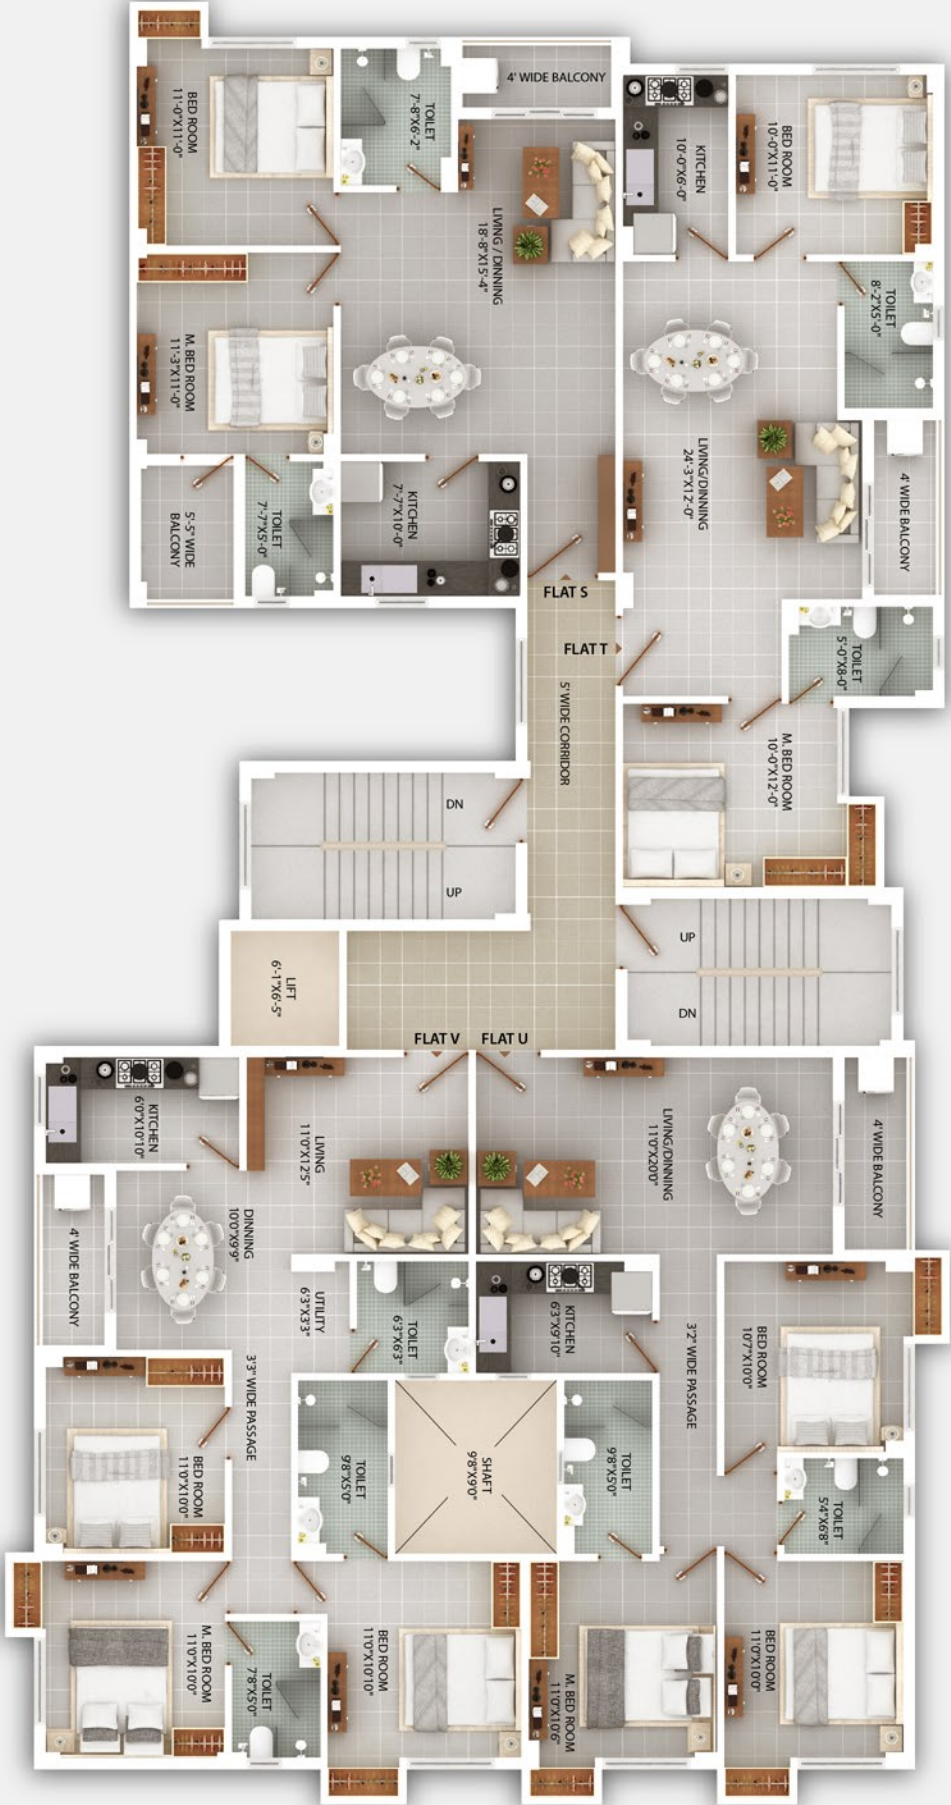 4' WIDE BALCONY
TOILET
7'-8"X6'-2"
BED ROOM
11'-0"X11'-0"
KITCHEN
10'-0"X6'-0"
BED ROOM
10'-0"X11'-0"
LIVING / DINNING
18'-8"X15'-4"
TOILET
8'-2"X5'-0"
M. BED ROOM
11'-3"X11'-0"
LIVING/DINNING
24'-3"X12'-0"
4' WIDE BALCONY
KITCHEN
7'-7"X10'-0"
TOILET
7'-7"X5'-0"
5'-5" WIDE
BALCONY
FLAT S
FLAT T
TOILET
5'-0"X8-0"
5' WIDE CORRIDOR
M. BED ROOM
10'-0"X12'-0"
DN
UP
UP
DN
LIFT
6'-1"X6'-5"
FLAT V
FLAT U
KITCHEN
6'0"X10'10"
LIVING
11'0"X12'5"
LIVING/DINNING
11'0"X20'0"
4' WIDE BALCONY
4' WIDE BALCONY
DINNING
10'0"X9'9"
UTILITY
6'3"X3'3"
TOILET
6'3"X6'3"
KITCHEN
6'3"X9'10"
3'2" WIDE PASSAGE
BED ROOM
10'7"X10'0"
3'3" WIDE PASSAGE
BED ROOM
11'0"X10'0"
TOILET
9'8"X5'0"
SHAFT
9'8"X9'0"
TOILET
9'8"X5'0"
TOILET
5'4"X6'8"
M. BED ROOM
11'0"X10'0"
TOILET
7'8"X5'0"
BED ROOM
11'0"X10'10"
M. BED ROOM
11'0"X10'6"
BED ROOM
11'0"X10'0"